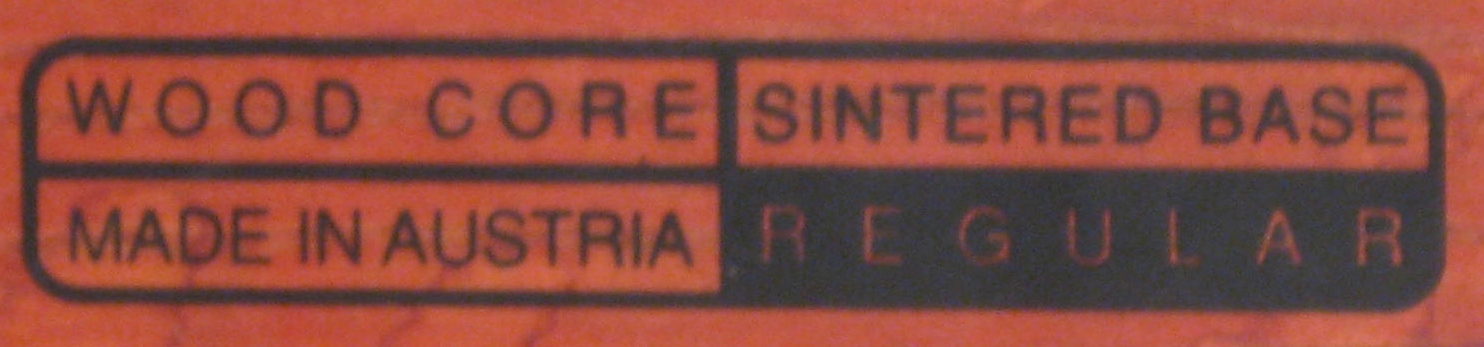 WOOD CORE
SINTERED BASE
MADE IN AUSTRIA
REGULAR